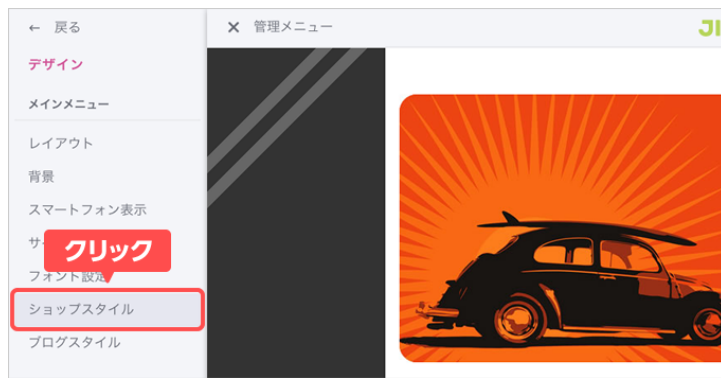 ← 戻る
✕ 管理メニュー
JI
デザイン
メインメニュー
レイアウト
背景
スマートフォン表示
サ
クリック
フォント設定
ショップスタイル
ブログスタイル